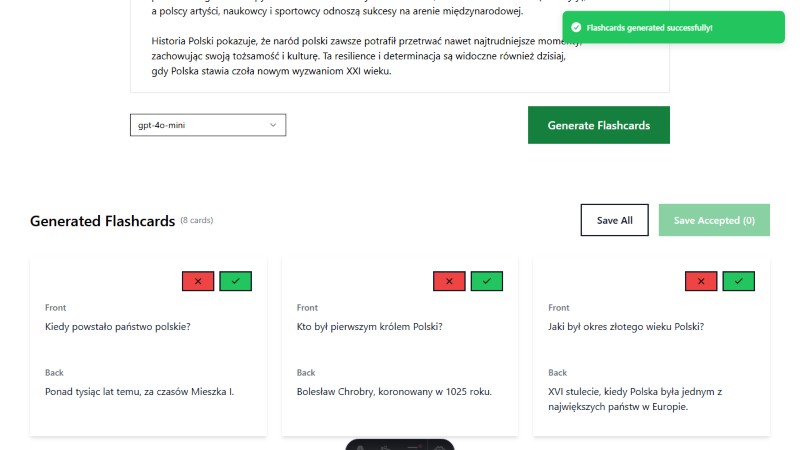 a polscy artyści, naukowcy i sportowcy odnoszą sukcesy na arenie międzynarodowej.
Flashcards generated successfully!
Historia Polski pokazuje, że naród polski zawsze potrafił przetrwać nawet najtrudniejsze momenty,
zachowując swoją tożsamość i kulturę. Ta resilience i determinacja są widoczne również dzisiaj,
gdy Polska stawia czoła nowym wyzwaniom XXI wieku.
gpt-4o-mini
Generate Flashcards
Generated Flashcards (8 cards)
Save All
Save Accepted (0)
Front
Kiedy powstało państwo polskie?
Back
Ponad tysiąc lat temu, za czasów Mieszka I.
Front
Kto był pierwszym królem Polski?
Back
Bolesław Chrobry, koronowany w 1025 roku.
Front
Jaki był okres złotego wieku Polski?
Back
XVI stulecie, kiedy Polska była jednym z
największych państw w Europie.